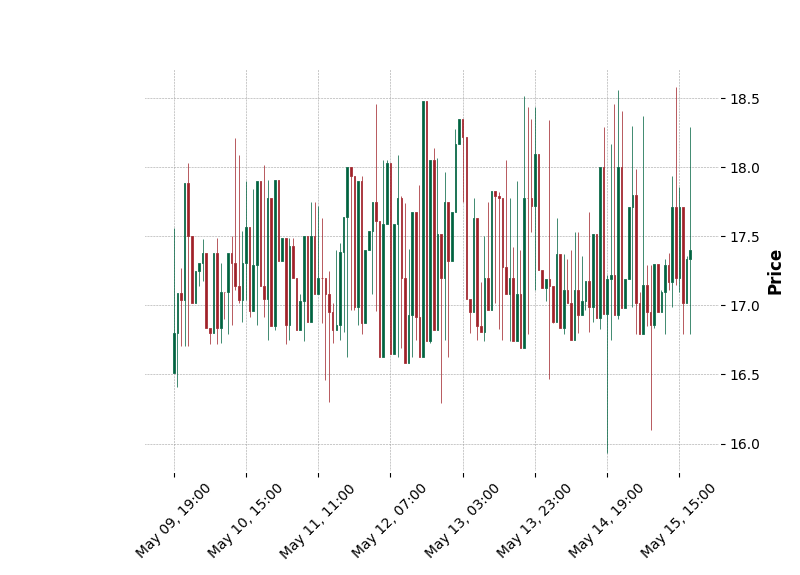 18.5
18.0
17.5
17.0
16.5
16.0
Price
May 09, 19:00
May 10, 15:00
May 11, 11:00
May 12, 07:00
May 13, 03:00
May 13, 23:00
May 14, 19:00
May 15, 15:00